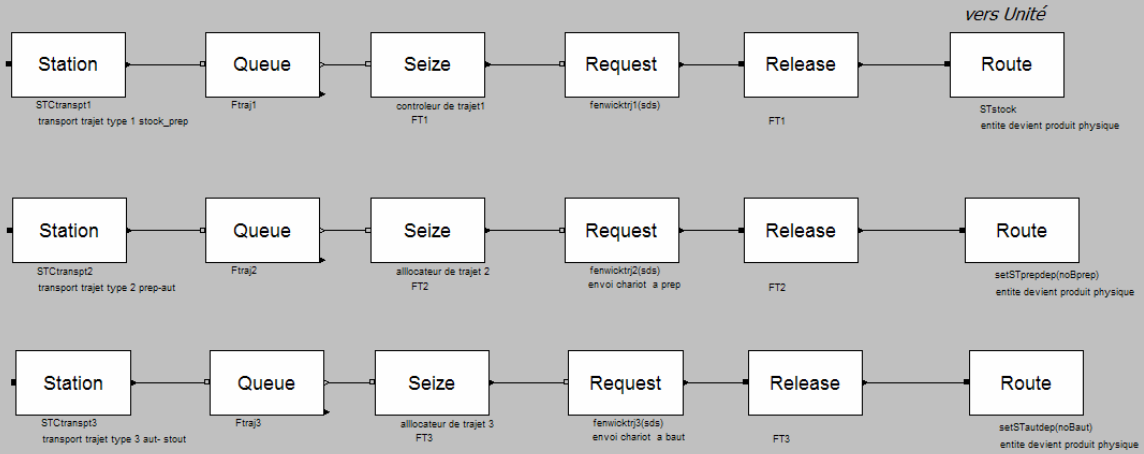 vers Unité
Station
Queue
Seize
Request
Release
Route
STCtranspt1
transport trajet type 1 stock_prep
Ftraj1
controleur de trajet1
FT1
fenwicktrj1(sds)
FT1
STstock
entite devient produit physique
Station
Queue
Seize
Request
Release
Route
STCtranspt2
transport trajet type 2 prep-aut
Ftraj2
alllocateur de trajet 2
FT2
fenwicktrj2(sds)
envoi chariot a prep
FT2
setSTprepdep(noBprep)
entite devient produit physique
Station
Queue
Seize
Request
Release
Route
STCtranspt3
transport trajet type 3 aut- stout
Ftraj3
alllocateur de trajet 3
FT3
fenwicktrj3(sds)
envoi chariot a baut
FT3
setSTautdep(noBaut)
entite devient produit physique